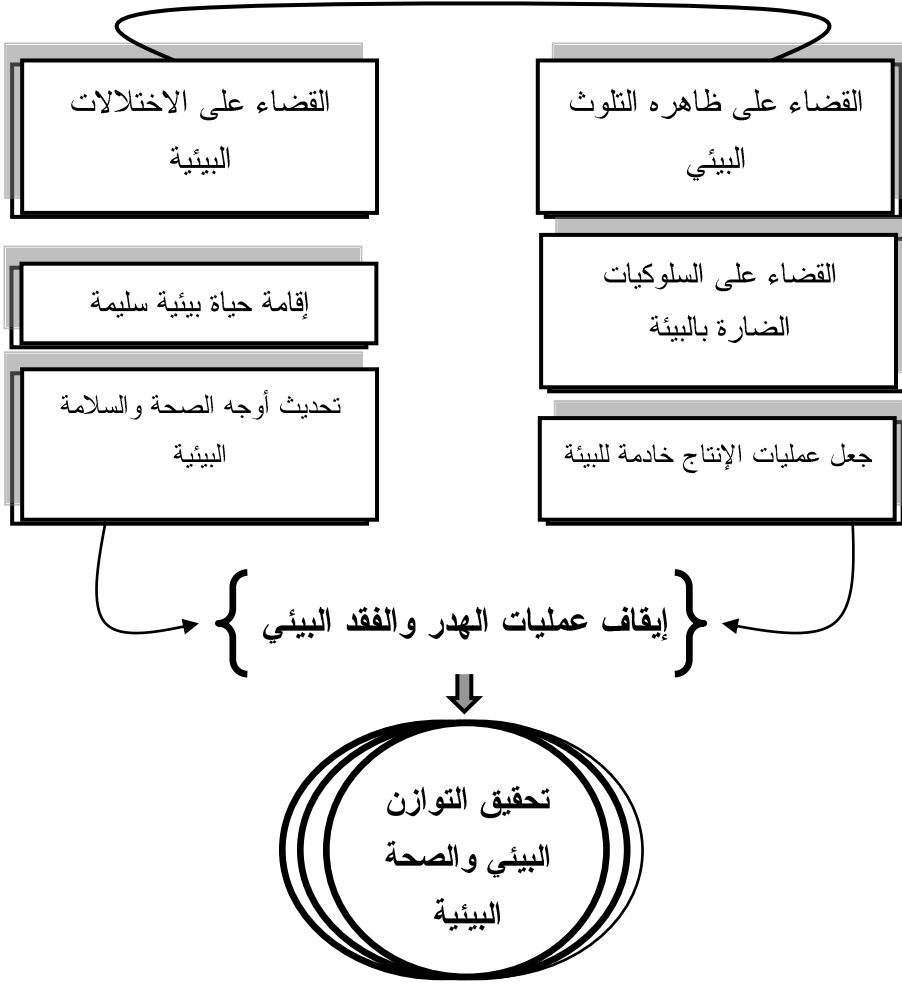 القضاء على ظاهره التلوث
البيئي
القضاء على الاختلالات
البيئية
القضاء على السلوكيات
الضارة بالبيئة
إقامة حياة بيئية سليمة
جعل عمليات الإنتاج خادمة للبيئة
تحديث أوجه الصحة والسلامة
البيئية
إيقاف عمليات الهدر والفقد البيئي
تحقيق التوازن
البيئي والصحة
البيئية